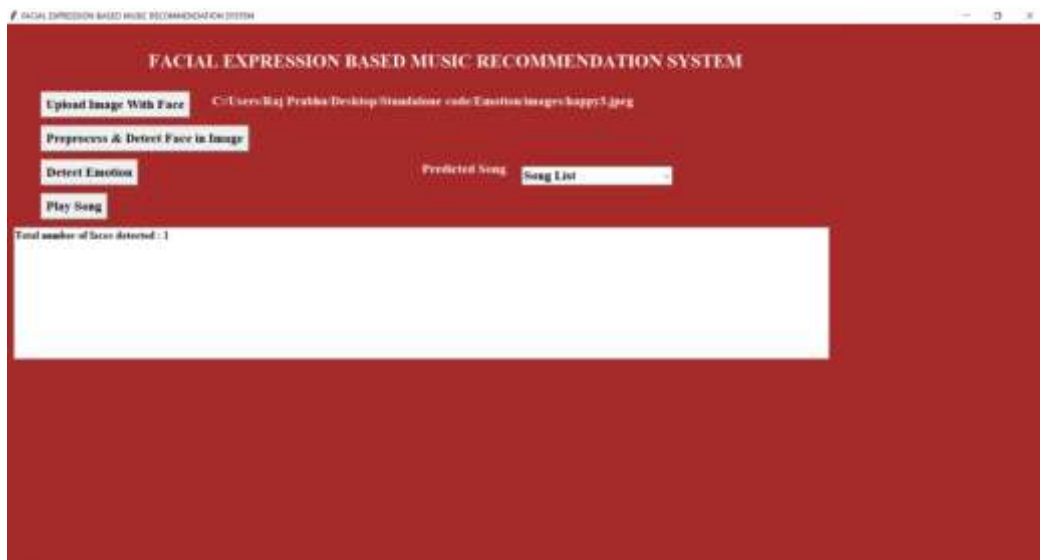 FACIAL EXPRESSION BASED MUSIC RECOMMENDATION SYSTEM
FACIAL EXPRESSION BASED MUSIC RECOMMENDATION SYSTEM
Upload Image With Face
C:/Users/Raj Prabha/Desktop/Standalone code/Emotion/images/happy3.jpeg
Preprocess & Detect Face in Image
Detect Emotion
Predicted Song
Song List
Play Song
Total number of faces detected : 1